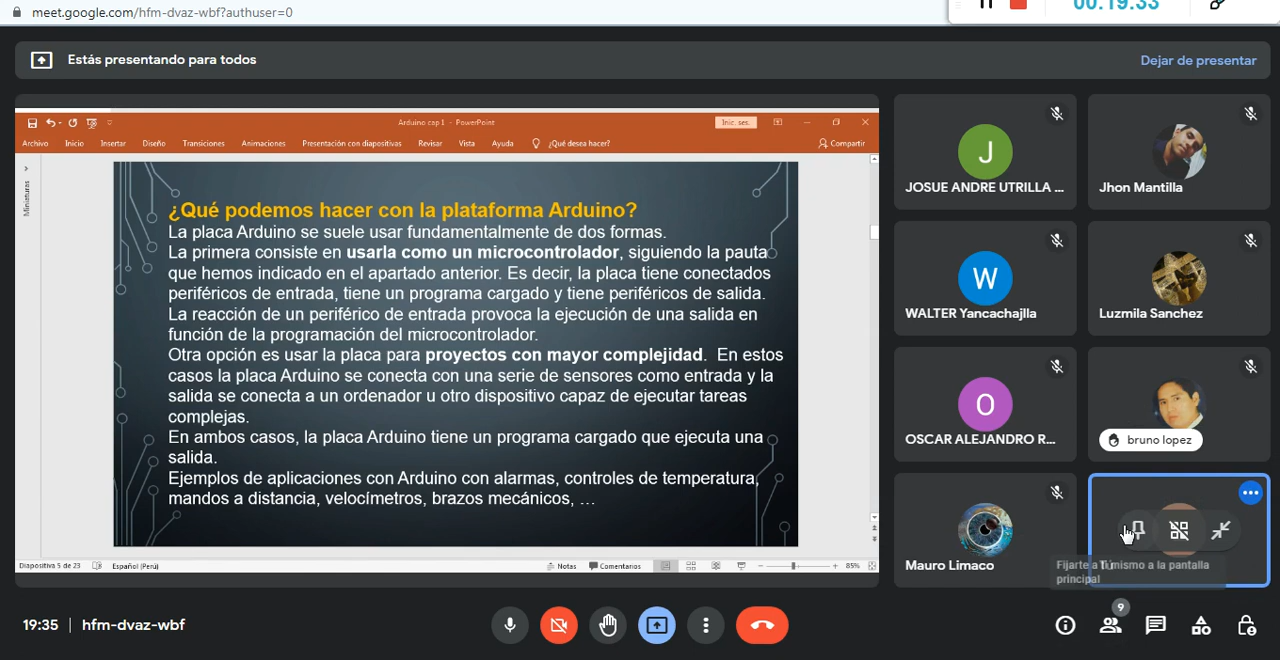 meet.google.com/hfm-dvaz-wbf?authuser=0
00:19:33
Estás presentando para todos
Dejar de presentar
Arduino cap 1 - PowerPoint
Inic. ses.
Archivo Inicio Insertar Diseño Transiciones Animaciones Presentación con diapositivas Revisar Vista Ayuda ¿Qué desea hacer? Compartir
Miniaturas
¿Qué podemos hacer con la plataforma Arduino?
La placa Arduino se suele usar fundamentalmente de dos formas.
La primera consiste en usarla como un microcontrolador, siguiendo la pauta
que hemos indicado en el apartado anterior. Es decir, la placa tiene conectados
periféricos de entrada, tiene un programa cargado y tiene periféricos de salida.
La reacción de un periférico de entrada provoca la ejecución de una salida en
función de la programación del microcontrolador.
Otra opción es usar la placa para proyectos con mayor complejidad. En estos
casos la placa Arduino se conecta con una serie de sensores como entrada y la
salida se conecta a un ordenador u otro dispositivo capaz de ejecutar tareas
complejas.
En ambos casos, la placa Arduino tiene un programa cargado que ejecuta una
salida.
Ejemplos de aplicaciones con Arduino con alarmas, controles de temperatura,
mandos a distancia, velocímetros, brazos mecánicos, ...
Diapositiva 5 de 23 Español (Perú) Notas Comentarios 85%
J
JOSUE ANDRE UTRILLA ...
Jhon Mantilla
W
WALTER Yancachajlla
Luzmila Sanchez
O
OSCAR ALEJANDRO R...
bruno lopez
Mauro Limaco
Tú
Fijarte a ti mismo a la pantalla
principal
19:35 | hfm-dvaz-wbf
9